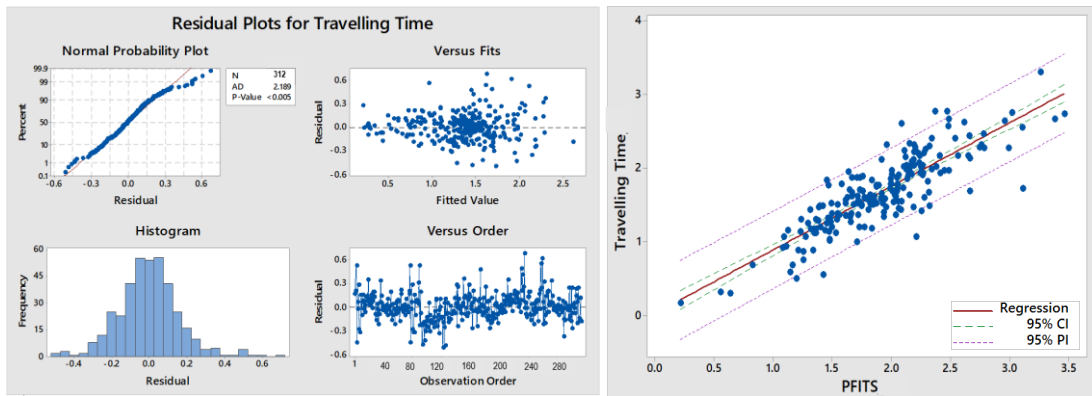 Residual Plots for Travelling Time
Normal Probability Plot
99.9
99
90
50
10
1
0.1
Percent
-0.6
-0.3
0.0
0.3
0.6
Residual
N 312
AD 2.189
P-Value <0.005
Versus Fits
0.6
0.3
0.0
-0.3
-0.6
Residual
0.5
1.0
1.5
2.0
2.5
Fitted Value
Histogram
60
45
30
15
0
Frequency
-0.4
-0.2
0.0
0.2
0.4
0.6
Residual
Versus Order
0.6
0.3
0.0
-0.3
-0.6
Residual
1
40
80
120
160
200
240
280
Observation Order
4
3
2
1
0
Travelling Time
0.0
0.5
1.0
1.5
2.0
2.5
3.0
3.5
PFITS
Regression
95% CI
95% PI